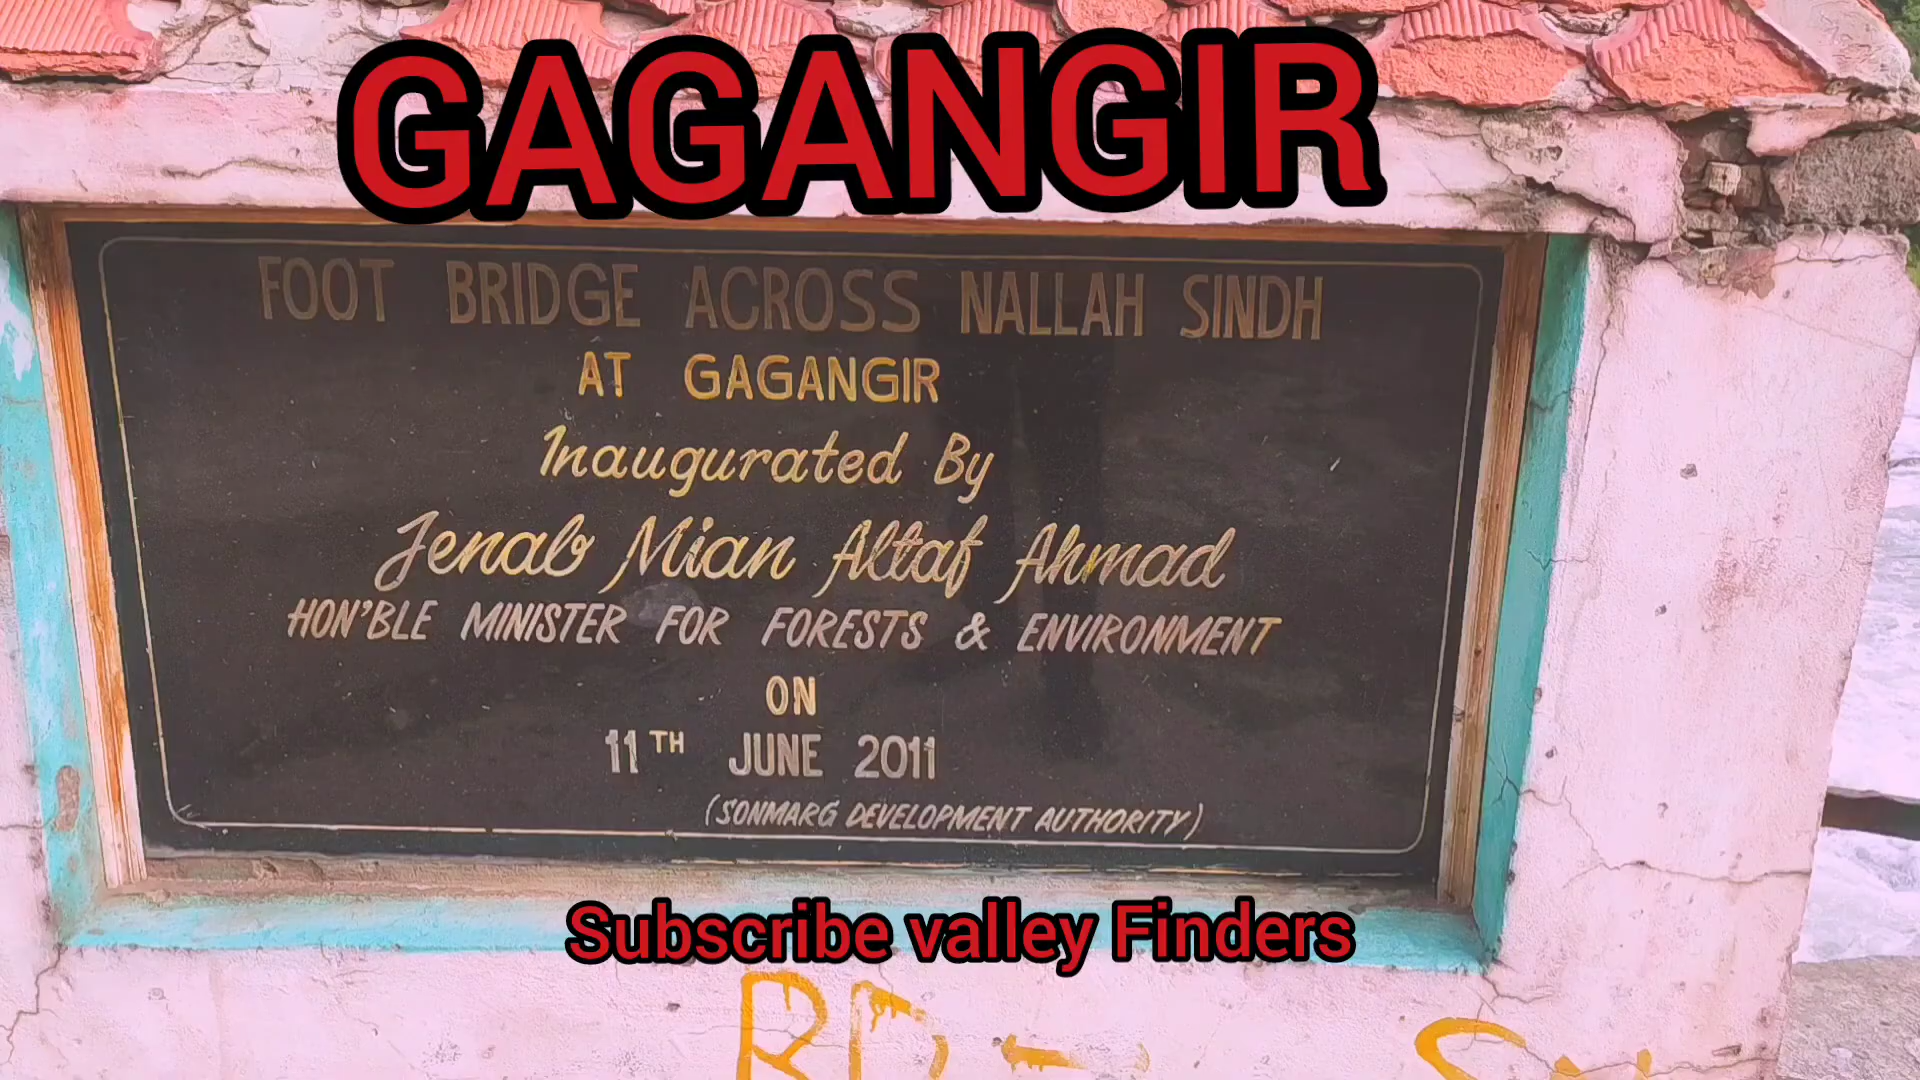 GAGANGIR
FOOT BRIDGE ACROSS NALLAH SINDH
AT GAGANGIR
Inaugurated By
Jenab Mian Altaf Ahmad
HON'BLE MINISTER FOR FORESTS & ENVIRONMENT
ON
11TH JUNE 2011
(SONMARG DEVELOPMENT AUTHORITY)
Subscribe valley Finders